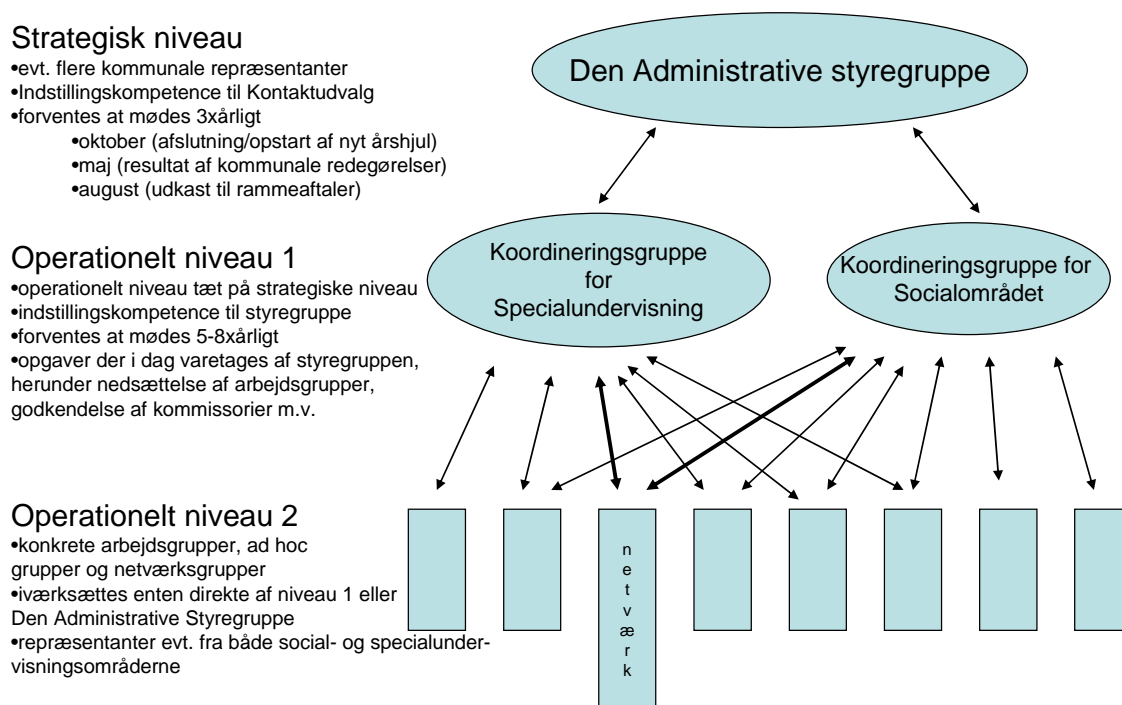 Strategisk niveau
•evt. flere kommunale repræsentanter
•Indstillingskompetence til Kontaktudvalg
•forventes at mødes 3xårligt
•oktober (afslutning/opstart af nyt årshjul)
•maj (resultat af kommunale redegørelser)
•august (udkast til rammeaftaler)
Den Administrative styregruppe
Operationelt niveau 1
•operationelt niveau tæt på strategiske niveau
•indstillingskompetence til styregruppe
•forventes at mødes 5-8xårligt
•opgaver der i dag varetages af styregruppen,
herunder nedsættelse af arbejdsgrupper,
godkendelse af kommissorier m.v.
Koordineringsgruppe
for
Specialundervisning
Koordineringsgruppe for
Socialområdet
Operationelt niveau 2
•konkrete arbejdsgrupper, ad hoc
grupper og netværksgrupper
•iværksættes enten direkte af niveau 1 eller
Den Administrative Styregruppe
•repræsentanter evt. fra både social- og specialunder-
visningsområderne
n
e
t
v
æ
r
k